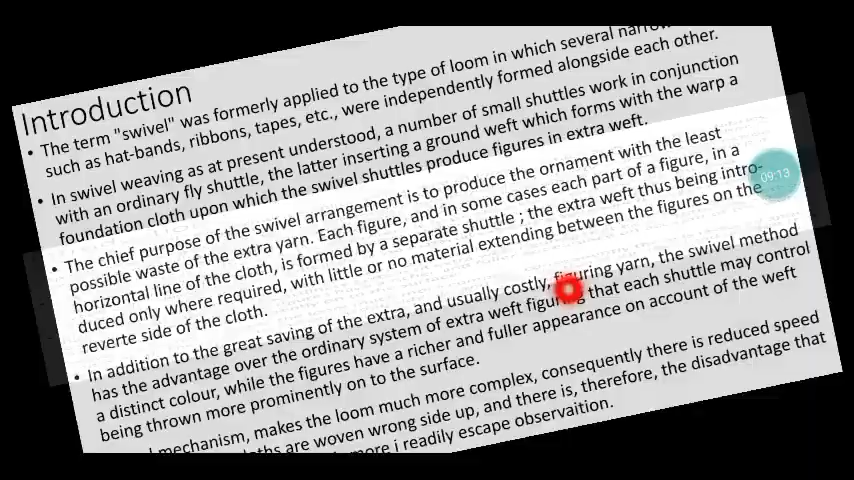 Introduction
• The term "swivel" was formerly applied to the type of loom in which several
such as hat-bands, ribbons, tapes, etc., were independently formed alongside each other.
• In swivel weaving as at present understood, a number of small shuttles work in conjunction
with an ordinary fly shuttle, the latter inserting a ground weft which forms with the warp a
foundation cloth upon which the swivel shuttles produce figures in extra weft.
• The chief purpose of the swivel arrangement is to produce the ornament with the least
possible waste of the extra yarn. Each figure, and in some cases each part of a figure, in a
horizontal line of the cloth, is formed by a separate shuttle ; the extra weft thus being intro-
duced only where required, with little or no material extending between the figures on the
reverte side of the cloth.
• In addition to the great saving of the extra, and usually costly, figuring yarn, the swivel method
has the advantage over the ordinary system of extra weft figuring that each shuttle may control
a distinct colour, while the figures have a richer and fuller appearance on account of the weft
being thrown more prominently on to the surface.
mechanism, makes the loom much more complex, consequently there is reduced speed
are woven wrong side up, and there is, therefore, the disadvantage that
more i readily escape observaition.
09:13